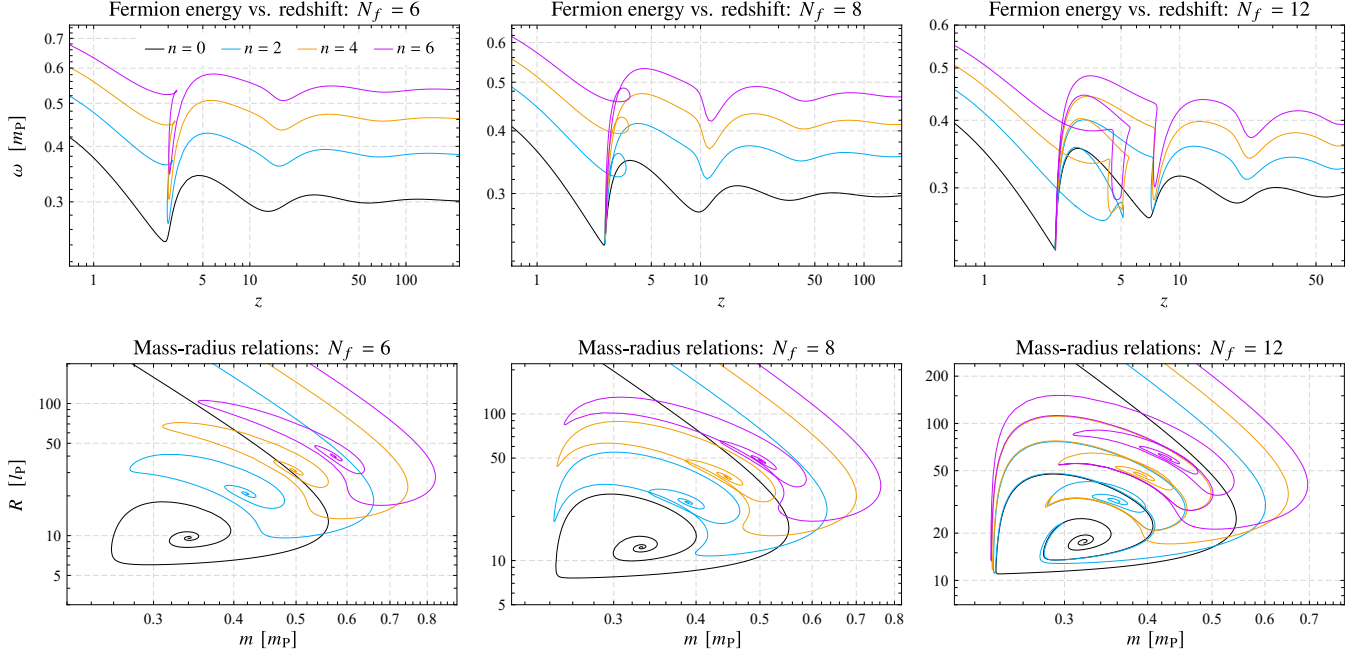 Fermion energy vs. redshift: N_f = 6
n = 0 n = 2 n = 4 n = 6
0.7
0.6
0.5
0.4
0.3
ω [m_P]
1 5 10 50 100
z
Fermion energy vs. redshift: N_f = 8
0.6
0.5
0.4
0.3
1 5 10 50 100
z
Fermion energy vs. redshift: N_f = 12
0.6
0.5
0.4
0.3
1 5 10 50
z
Mass-radius relations: N_f = 6
100
50
10
5
R [l_P]
0.3 0.4 0.5 0.6 0.7 0.8
m [m_P]
Mass-radius relations: N_f = 8
100
50
10
5
0.3 0.4 0.5 0.6 0.7 0.8
m [m_P]
Mass-radius relations: N_f = 12
200
100
50
20
10
0.3 0.4 0.5 0.6 0.7
m [m_P]